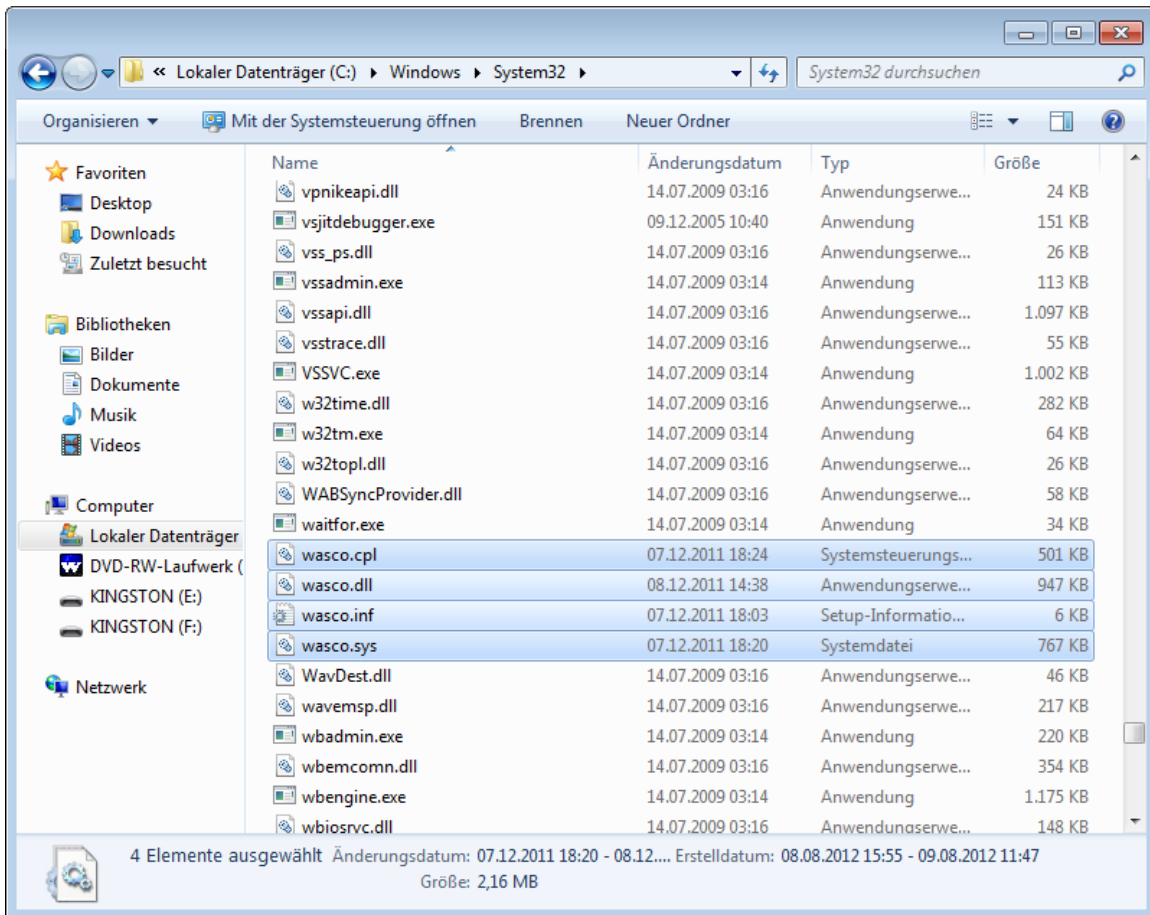 « Lokaler Datenträger (C:) ▸ Windows ▸ System32 ▸ System32 durchsuchen
Organisieren ▾ Mit der Systemsteuerung öffnen Brennen Neuer Ordner
Favoriten
Desktop
Downloads
Zuletzt besucht
Bibliotheken
Bilder
Dokumente
Musik
Videos
Computer
Lokaler Datenträger
DVD-RW-Laufwerk (
KINGSTON (E:)
KINGSTON (F:)
Netzwerk
Name Änderungsdatum Typ Größe
vpnikeapi.dll 14.07.2009 03:16 Anwendungserwe... 24 KB
vsjitdebugger.exe 09.12.2005 10:40 Anwendung 151 KB
vss_ps.dll 14.07.2009 03:16 Anwendungserwe... 26 KB
vssadmin.exe 14.07.2009 03:14 Anwendung 113 KB
vssapi.dll 14.07.2009 03:16 Anwendungserwe... 1.097 KB
vsstrace.dll 14.07.2009 03:16 Anwendungserwe... 55 KB
VSSVC.exe 14.07.2009 03:14 Anwendung 1.002 KB
w32time.dll 14.07.2009 03:16 Anwendungserwe... 282 KB
w32tm.exe 14.07.2009 03:14 Anwendung 64 KB
w32topl.dll 14.07.2009 03:16 Anwendungserwe... 26 KB
WABSyncProvider.dll 14.07.2009 03:16 Anwendungserwe... 58 KB
waitfor.exe 14.07.2009 03:14 Anwendung 34 KB
wasco.cpl 07.12.2011 18:24 Systemsteuerungs... 501 KB
wasco.dll 08.12.2011 14:38 Anwendungserwe... 947 KB
wasco.inf 07.12.2011 18:03 Setup-Informatio... 6 KB
wasco.sys 07.12.2011 18:20 Systemdatei 767 KB
WavDest.dll 14.07.2009 03:16 Anwendungserwe... 46 KB
wavemsp.dll 14.07.2009 03:16 Anwendungserwe... 217 KB
wbadmin.exe 14.07.2009 03:14 Anwendung 220 KB
wbemcomn.dll 14.07.2009 03:16 Anwendungserwe... 354 KB
wbengine.exe 14.07.2009 03:14 Anwendung 1.175 KB
wbiosrvc.dll 14.07.2009 03:16 Anwendungserwe... 148 KB
4 Elemente ausgewählt Änderungsdatum: 07.12.2011 18:20 - 08.12.... Erstelldatum: 08.08.2012 15:55 - 09.08.2012 11:47
Größe: 2,16 MB